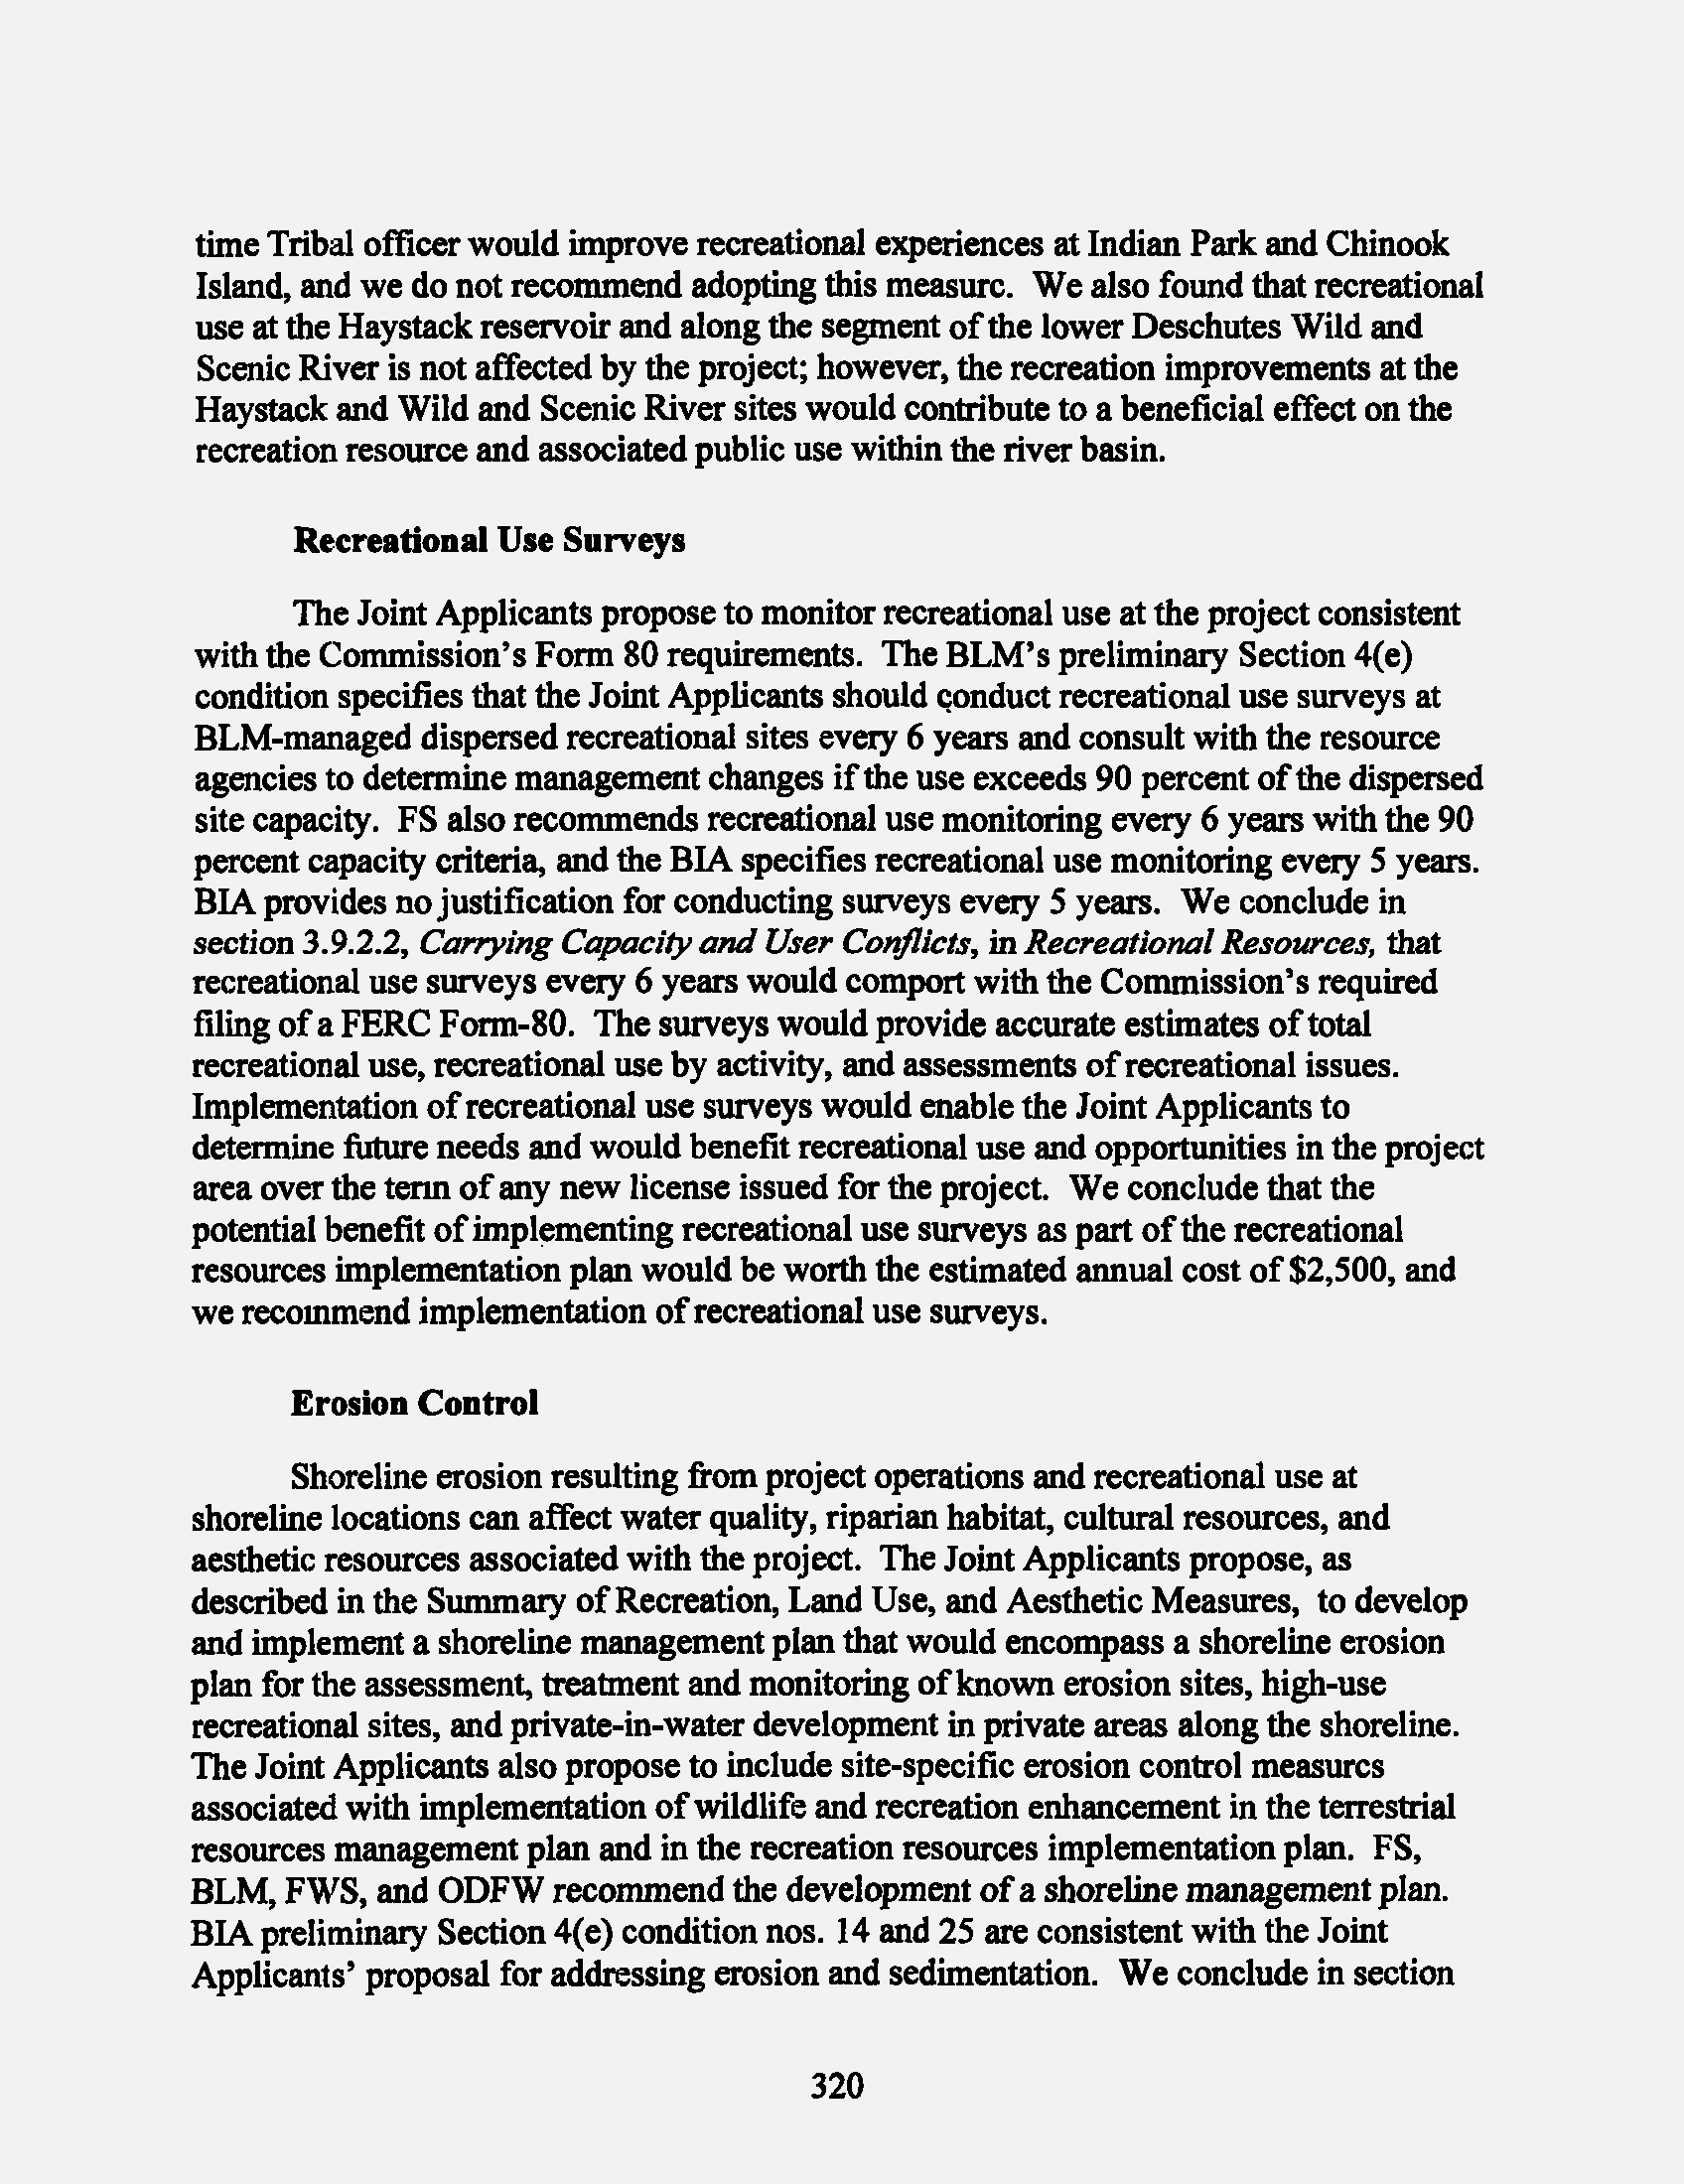 time Tribal officer would improve recreational experiences at Indian Park and Chinook
Island, and we do not recommend adopting this measure. We also found that recreational
use at the Haystack reservoir and along the segment of the lower Deschutes Wild and
Scenic River is not affected by the project; however, the recreation improvements at the
Haystack and Wild and Scenic River sites would contribute to a beneficial effect on the
recreation resource and associated public use within the river basin.
Recreational Use Surveys
The Joint Applicants propose to monitor recreational use at the project consistent
with the Commission's Form 80 requirements. The BLM's preliminary Section 4(e)
condition specifies that the Joint Applicants should conduct recreational use surveys at
BLM-managed dispersed recreational sites every 6 years and consult with the resource
agencies to determine management changes if the use exceeds 90 percent of the dispersed
site capacity. FS also recommends recreational use monitoring every 6 years with the 90
percent capacity criteria, and the BIA specifies recreational use monitoring every 5 years.
BIA provides no justification for conducting surveys every 5 years. We conclude in
section 3.9.2.2, Carrying Capacity and User Conflicts, in Recreational Resources, that
recreational use surveys every 6 years would comport with the Commission's required
filing of a FERC Form-80. The surveys would provide accurate estimates of total
recreational use, recreational use by activity, and assessments of recreational issues.
Implementation of recreational use surveys would enable the Joint Applicants to
determine future needs and would benefit recreational use and opportunities in the project
area over the term of any new license issued for the project. We conclude that the
potential benefit of implementing recreational use surveys as part of the recreational
resources implementation plan would be worth the estimated annual cost of $2,500, and
we recommend implementation of recreational use surveys.
Erosion Control
Shoreline erosion resulting from project operations and recreational use at
shoreline locations can affect water quality, riparian habitat, cultural resources, and
aesthetic resources associated with the project. The Joint Applicants propose, as
described in the Summary of Recreation, Land Use, and Aesthetic Measures, to develop
and implement a shoreline management plan that would encompass a shoreline erosion
plan for the assessment, treatment and monitoring of known erosion sites, high-use
recreational sites, and private-in-water development in private areas along the shoreline.
The Joint Applicants also propose to include site-specific erosion control measures
associated with implementation of wildlife and recreation enhancement in the terrestrial
resources management plan and in the recreation resources implementation plan. FS,
BLM, FWS, and ODFW recommend the development of a shoreline management plan.
BIA preliminary Section 4(e) condition nos. 14 and 25 are consistent with the Joint
Applicants' proposal for addressing erosion and sedimentation. We conclude in section
320